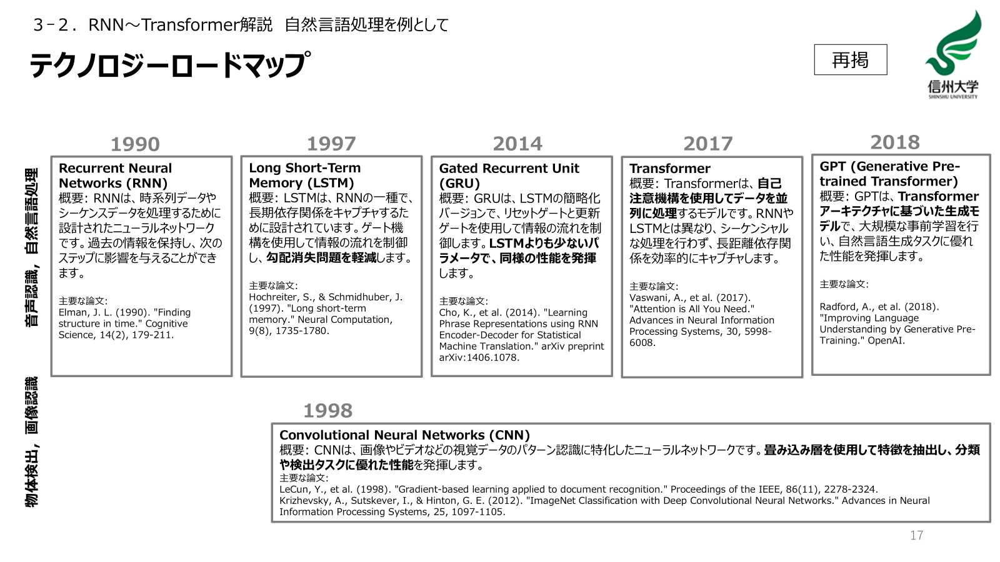 ３−２．RNN～Transformer解説　自然言語処理を例として
テクノロジーロードマップ
再掲
信州大学
SHINSHU UNIVERSITY
音声認識，自然言語処理
1990
Recurrent Neural
Networks (RNN)
概要: RNNは、時系列データや
シーケンスデータを処理するために
設計されたニューラルネットワーク
です。過去の情報を保持し、次の
ステップに影響を与えることができ
ます。
主要な論文:
Elman, J. L. (1990). "Finding
structure in time." Cognitive
Science, 14(2), 179-211.
1997
Long Short-Term
Memory (LSTM)
概要: LSTMは、RNNの一種で、
長期依存関係をキャプチャするた
めに設計されています。ゲート機
構を使用して情報の流れを制御
し、勾配消失問題を軽減します。
主要な論文:
Hochreiter, S., & Schmidhuber, J.
(1997). "Long short-term
memory." Neural Computation,
9(8), 1735-1780.
2014
Gated Recurrent Unit
(GRU)
概要: GRUは、LSTMの簡略化
バージョンで、リセットゲートと更新
ゲートを使用して情報の流れを制
御します。LSTMよりも少ないパ
ラメータで、同様の性能を発揮
します。
主要な論文:
Cho, K., et al. (2014). "Learning
Phrase Representations using RNN
Encoder-Decoder for Statistical
Machine Translation." arXiv preprint
arXiv:1406.1078.
2017
Transformer
概要: Transformerは、自己
注意機構を使用してデータを並
列に処理するモデルです。RNNや
LSTMとは異なり、シーケンシャル
な処理を行わず、長距離依存関
係を効率的にキャプチャします。
主要な論文:
Vaswani, A., et al. (2017).
"Attention is All You Need."
Advances in Neural Information
Processing Systems, 30, 5998-
6008.
2018
GPT (Generative Pre-
trained Transformer)
概要: GPTは、Transformer
アーキテクチャに基づいた生成モ
デルで、大規模な事前学習を行
い、自然言語生成タスクに優れ
た性能を発揮します。
主要な論文:
Radford, A., et al. (2018).
"Improving Language
Understanding by Generative Pre-
Training." OpenAI.
物体検出，画像認識
1998
Convolutional Neural Networks (CNN)
概要: CNNは、画像やビデオなどの視覚データのパターン認識に特化したニューラルネットワークです。畳み込み層を使用して特徴を抽出し、分類
や検出タスクに優れた性能を発揮します。
主要な論文:
LeCun, Y., et al. (1998). "Gradient-based learning applied to document recognition." Proceedings of the IEEE, 86(11), 2278-2324.
Krizhevsky, A., Sutskever, I., & Hinton, G. E. (2012). "ImageNet Classification with Deep Convolutional Neural Networks." Advances in Neural
Information Processing Systems, 25, 1097-1105.
17